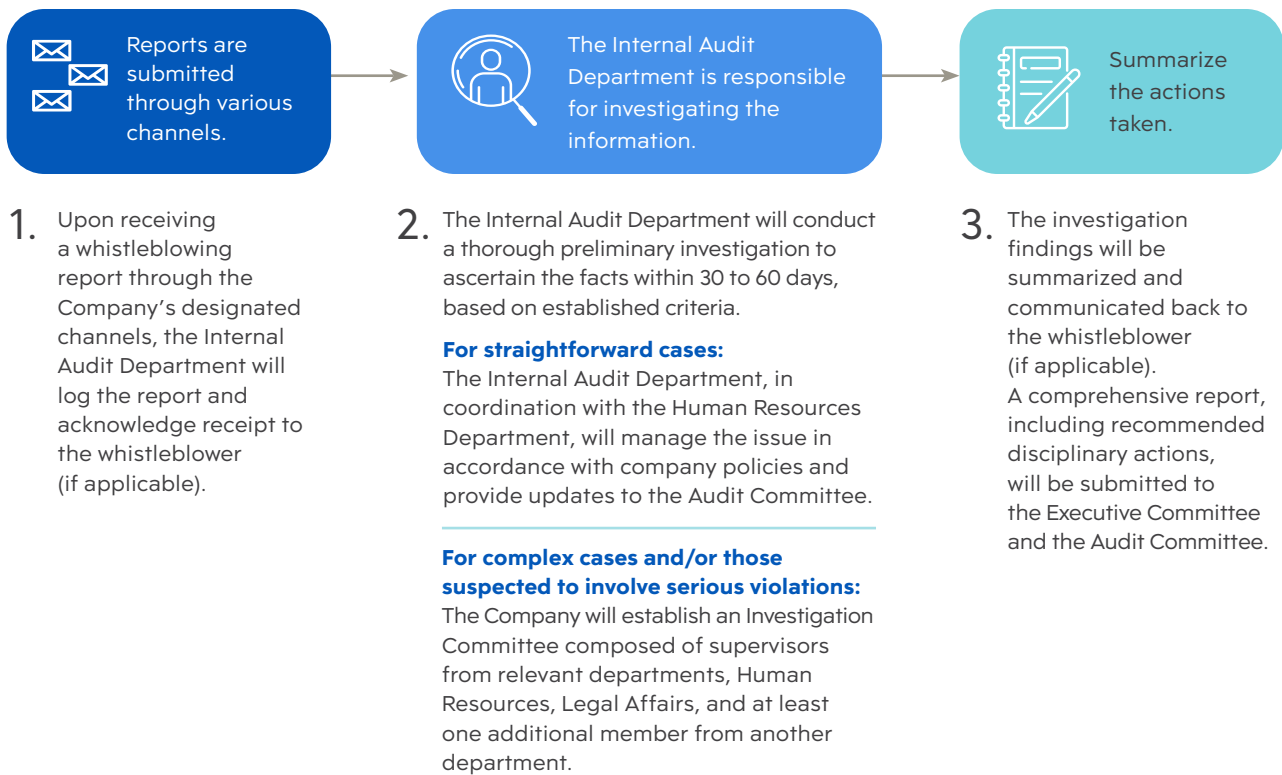 Reports are
submitted
through various
channels.
The Internal Audit
Department is responsible
for investigating the
information.
Summarize
the actions
taken.
1. Upon receiving
a whistleblowing
report through the
Company’s designated
channels, the Internal
Audit Department will
log the report and
acknowledge receipt to
the whistleblower
(if applicable).
2. The Internal Audit Department will conduct
a thorough preliminary investigation to
ascertain the facts within 30 to 60 days,
based on established criteria.
For straightforward cases:
The Internal Audit Department, in
coordination with the Human Resources
Department, will manage the issue in
accordance with company policies and
provide updates to the Audit Committee.
For complex cases and/or those
suspected to involve serious violations:
The Company will establish an Investigation
Committee composed of supervisors
from relevant departments, Human
Resources, Legal Affairs, and at least
one additional member from another
department.
3. The investigation
findings will be
summarized and
communicated back to
the whistleblower
(if applicable).
A comprehensive report,
including recommended
disciplinary actions,
will be submitted to
the Executive Committee
and the Audit Committee.